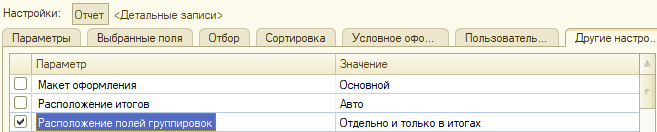 Настройки: Отчет <Детальные записи>
Параметры Выбранные поля Отбор Сортировка Условное офо... Пользователь... Другие настро...
Параметр Значение
Макет оформления Основной
Расположение итогов Авто
Расположение полей группировок Отдельно и только в итогах